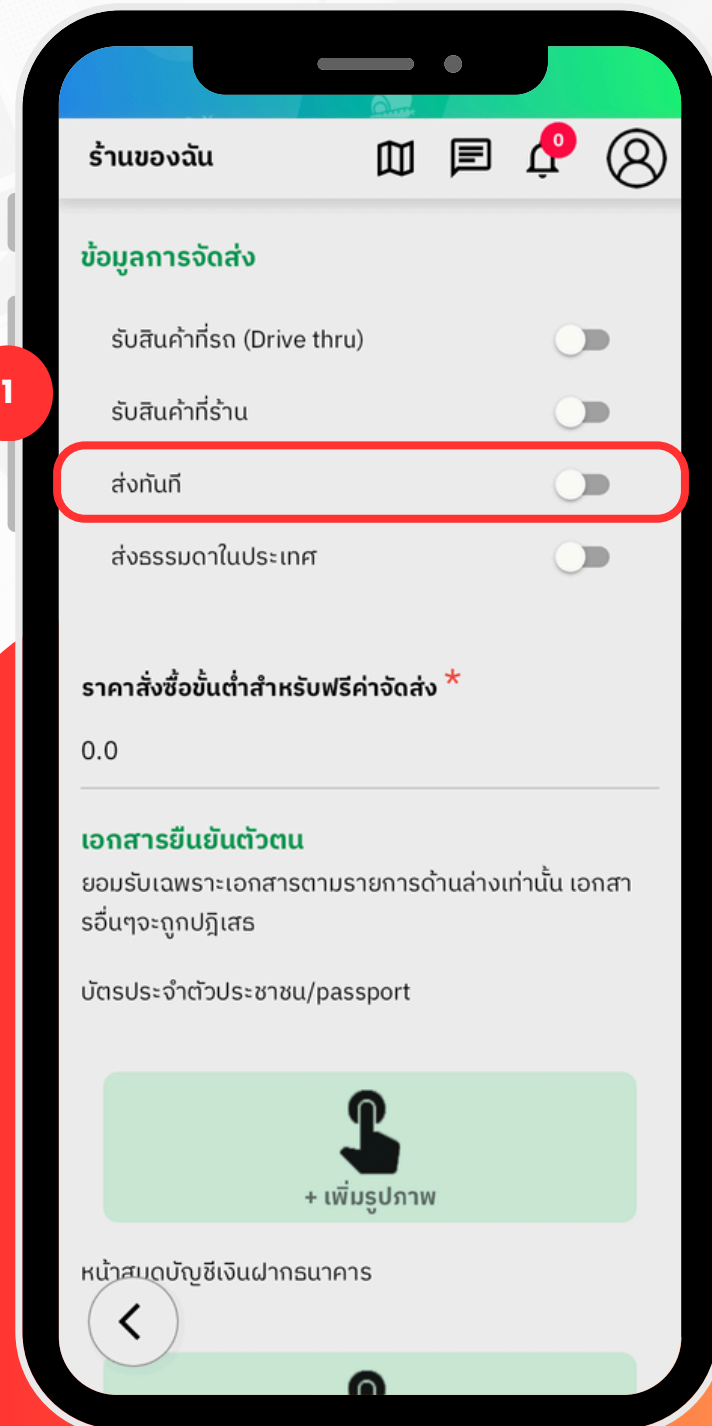 ร้านของฉัน
0
ข้อมูลการจัดส่ง
รับสินค้าที่รถ (Drive thru)
1
รับสินค้าที่ร้าน
ส่งทันที
ส่งธรรมดาในประเทศ
ราคาสั่งซื้อขั้นต่ำสำหรับฟรีค่าจัดส่ง *
0.0
เอกสารยืนยันตัวตน
ยอมรับเฉพราะเอกสารตามรายการด้านล่างเท่านั้น เอกสา
รอื่นๆจะถูกปฎิเสธ
บัตรประจำตัวประชาชน/passport
+ เพิ่มรูปภาพ
หน้าสมุดบัญชีเงินฝากธนาคาร